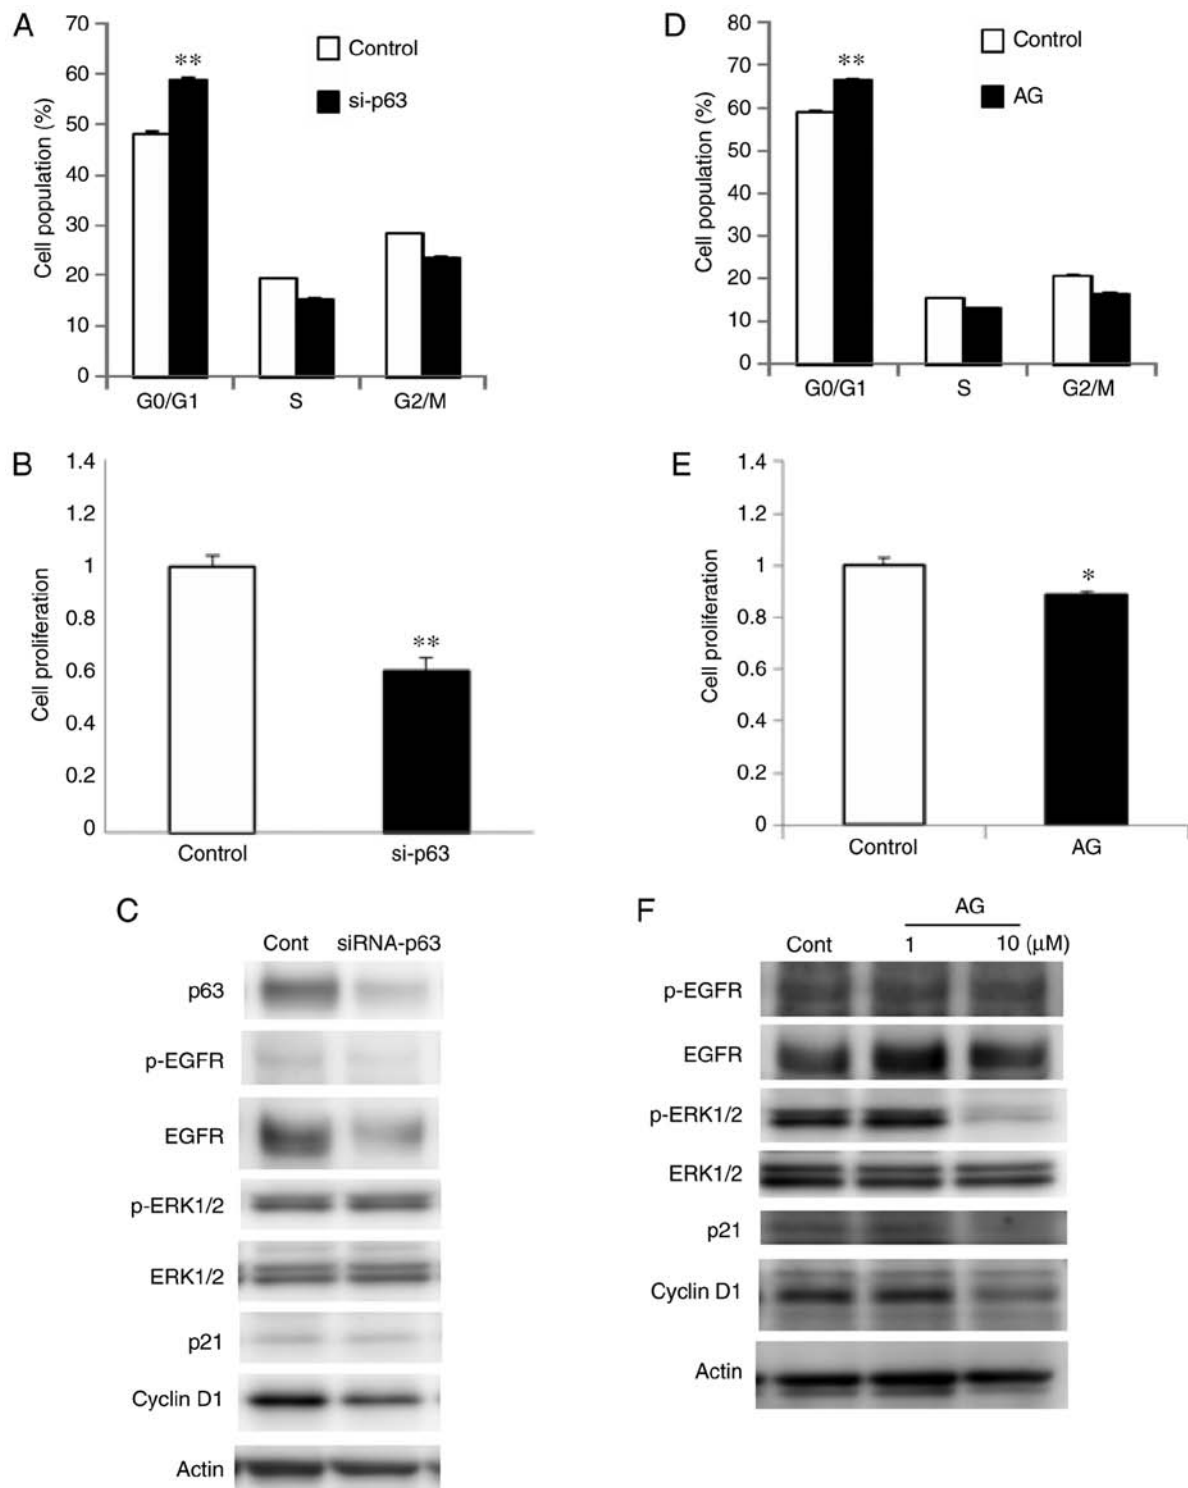 A
Cell population (%)
70
60
50
40
30
20
10
0
**
Control
si-p63
G0/G1 S G2/M
D
Cell population (%)
80
70
60
50
40
30
20
10
0
**
Control
AG
G0/G1 S G2/M
B
Cell proliferation
1.4
1.2
1
0.8
0.6
0.4
0.2
0
**
Control si-p63
E
Cell proliferation
1.4
1.2
1
0.8
0.6
0.4
0.2
0
*
Control AG
C
Cont siRNA-p63
p63
p-EGFR
EGFR
p-ERK1/2
ERK1/2
p21
Cyclin D1
Actin
F
AG
Cont 1 10 (μM)
p-EGFR
EGFR
p-ERK1/2
ERK1/2
p21
Cyclin D1
Actin